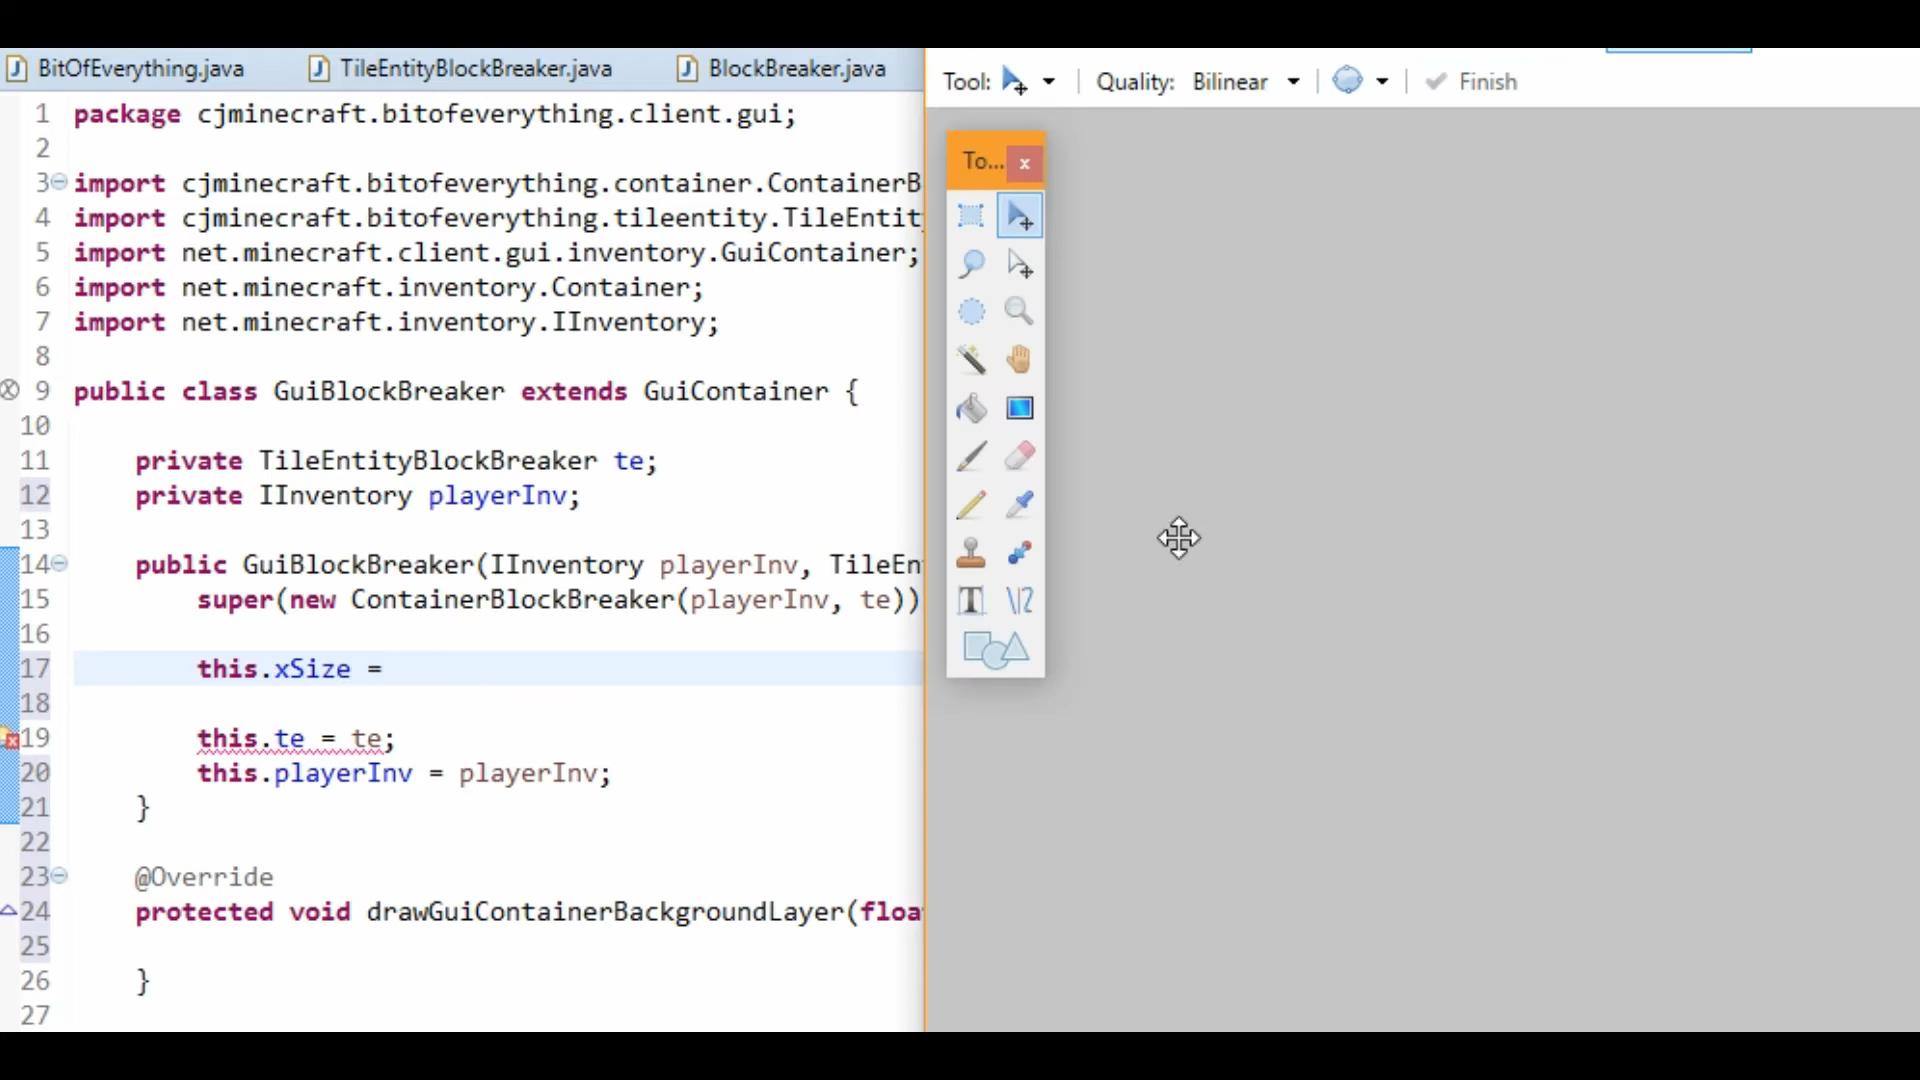 BitOfEverything.java
TileEntityBlockBreaker.java
BlockBreaker.java
Tool:
Quality: Bilinear
Finish
To...
1 package cjminecraft.bitofeverything.client.gui;
2
3 import cjminecraft.bitofeverything.container.ContainerB
4 import cjminecraft.bitofeverything.tileentity.TileEntit
5 import net.minecraft.client.gui.inventory.GuiContainer;
6 import net.minecraft.inventory.Container;
7 import net.minecraft.inventory.IInventory;
8
9 public class GuiBlockBreaker extends GuiContainer {
10
11 private TileEntityBlockBreaker te;
12 private IInventory playerInv;
13
14 public GuiBlockBreaker(IInventory playerInv, TileEn
15 super(new ContainerBlockBreaker(playerInv, te))
16
17 this.xSize =
18
19 this.te = te;
20 this.playerInv = playerInv;
21 }
22
23 @Override
24 protected void drawGuiContainerBackgroundLayer(floa
25
26 }
27